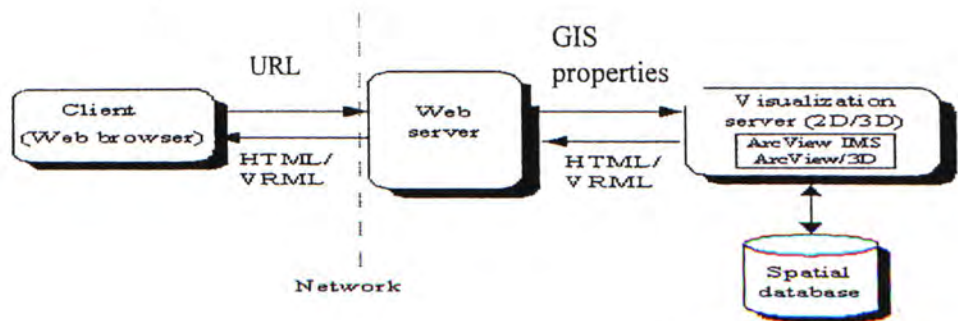 URL
Client
(Web browser)
HTML/
VRML
Network
Web
server
GIS
properties
HTML/
VRML
Visualization
server (2D/3D)
ArcView IMS
ArcView/3D
Spatial
database